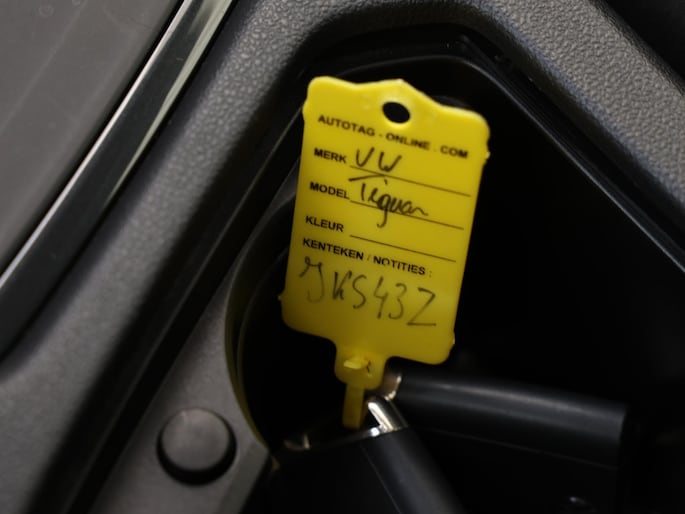 AUTOTAG - ONLINE . COM
MERK VW
MODEL Tiguan
KLEUR
KENTEKEN / NOTITIES :
JKS43Z